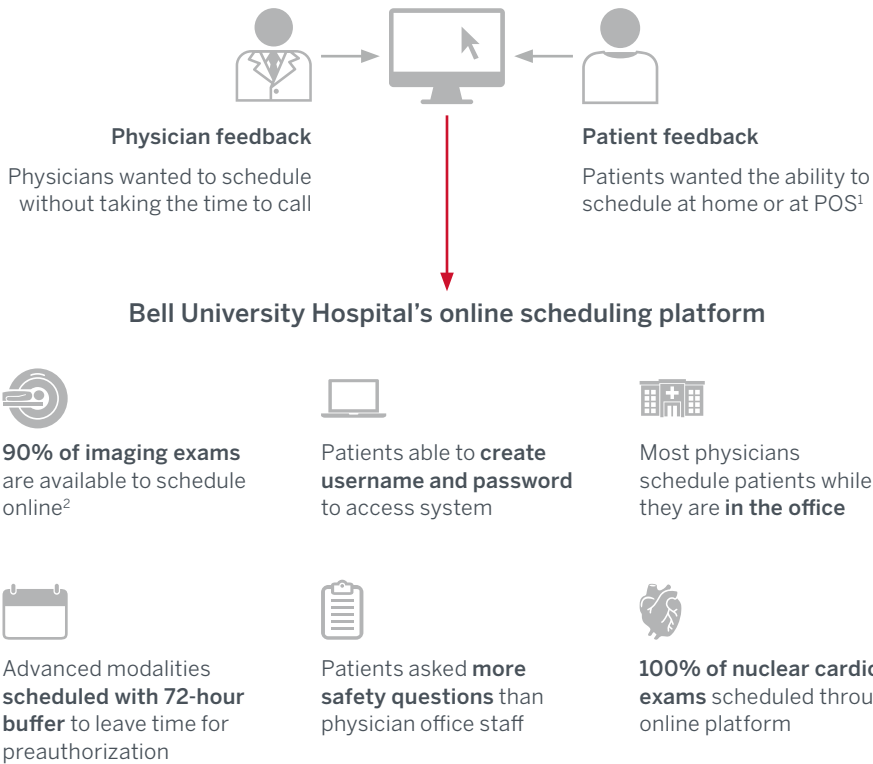 Physician feedback
Physicians wanted to schedule
without taking the time to call
Patient feedback
Patients wanted the ability to
schedule at home or at POS¹
Bell University Hospital's online scheduling platform
90% of imaging exams
are available to schedule
online²
Patients able to create
username and password
to access system
Most physicians
schedule patients while
they are in the office
Advanced modalities
scheduled with 72-hour
buffer to leave time for
preauthorization
Patients asked more
safety questions than
physician office staff
100% of nuclear
exams scheduled
online platform